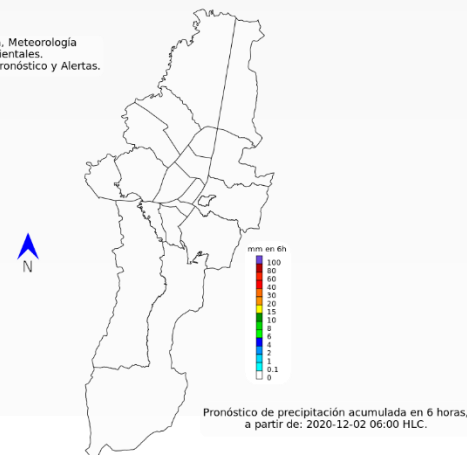 , Meteorología
ientales.
ronóstico y Alertas.
N
mm en 6h
100
80
60
40
30
20
15
10
8
6
4
2
1
0.1
0
Pronóstico de precipitación acumulada en 6 horas,
a partir de: 2020-12-02 06:00 HLC.